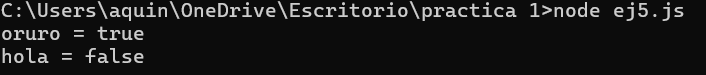 C:\Users\aquin\OneDrive\Escritorio\practica 1>node ej5.js
oruro = true
hola = false